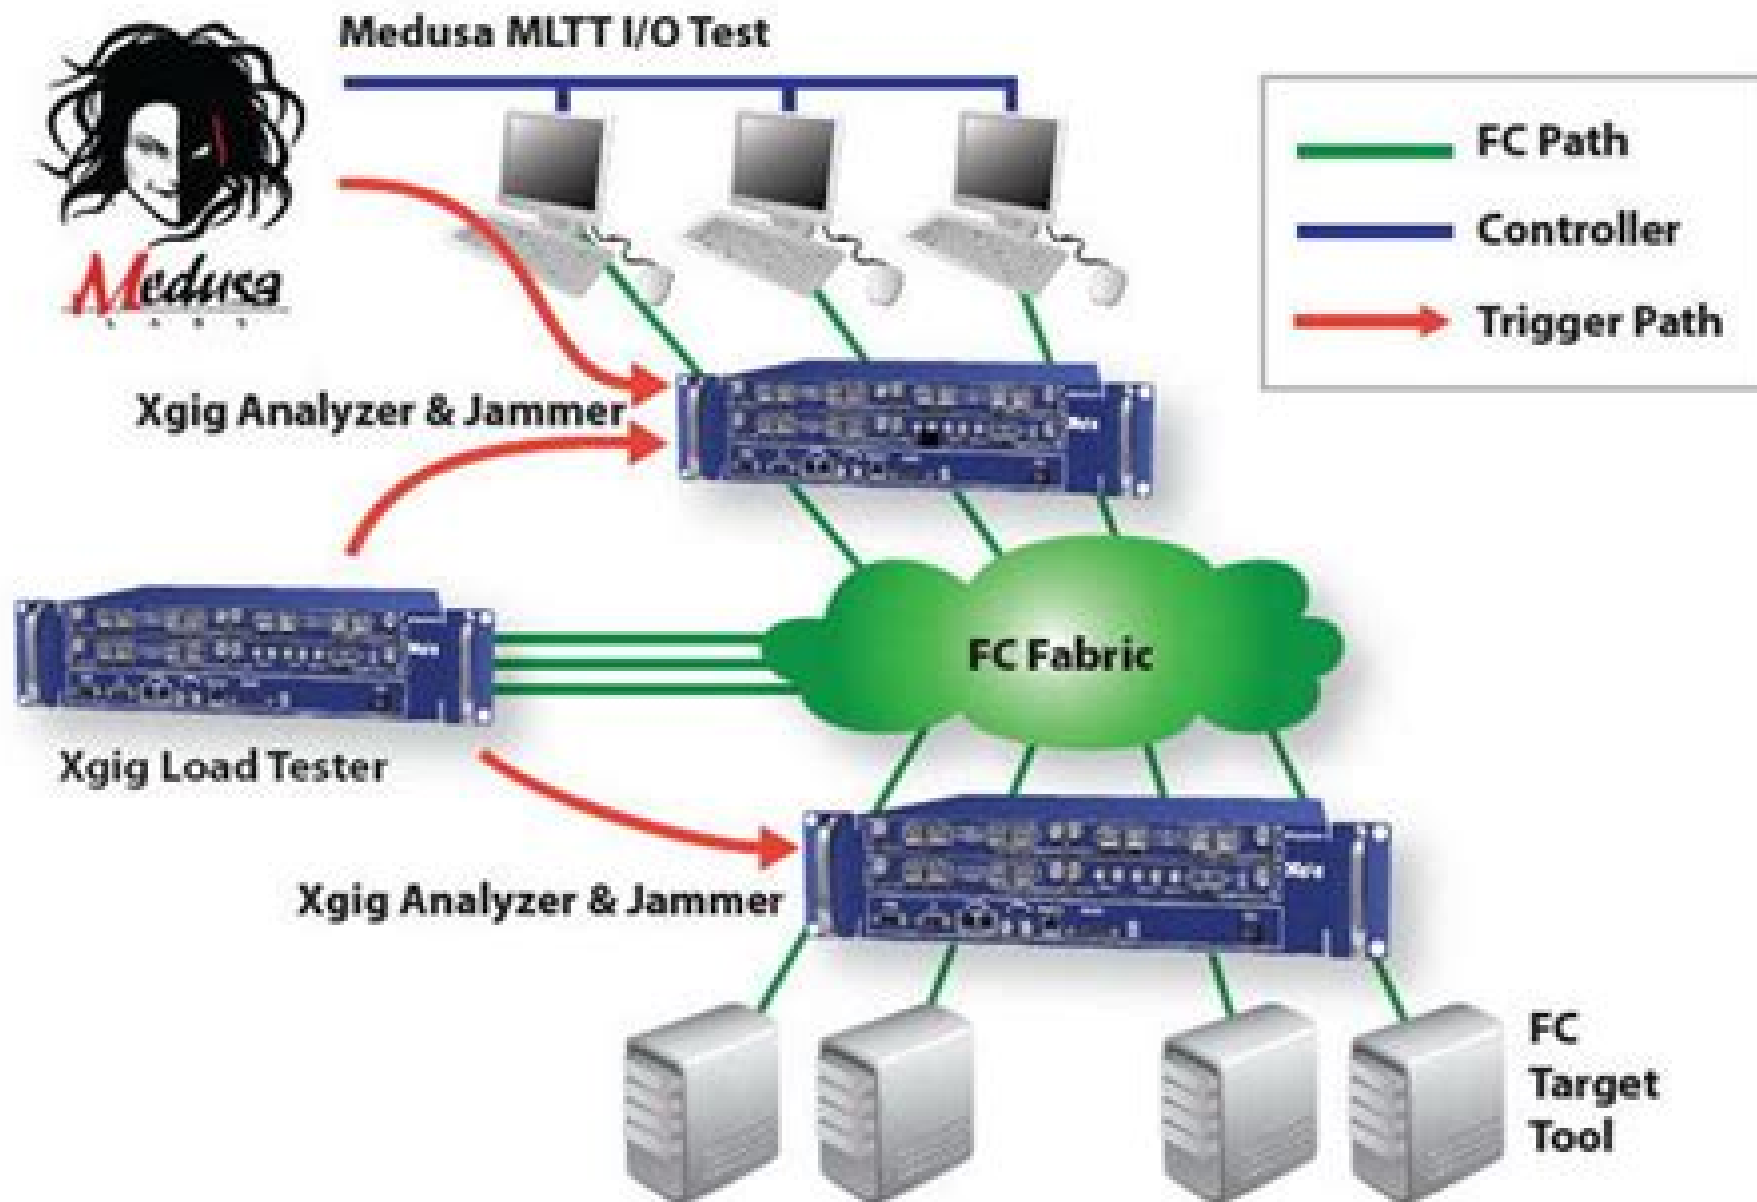 Medusa MLTT I/O Test
Medusa
LABS
FC Path
Controller
Trigger Path
Xgig Analyzer & Jammer
FC Fabric
Xgig Load Tester
Xgig Analyzer & Jammer
FC
Target
Tool